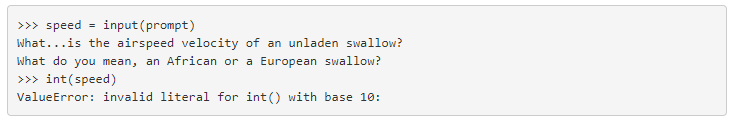 >>> speed = input(prompt)
What...is the airspeed velocity of an unladen swallow?
What do you mean, an African or a European swallow?
>>> int(speed)
ValueError: invalid literal for int() with base 10: